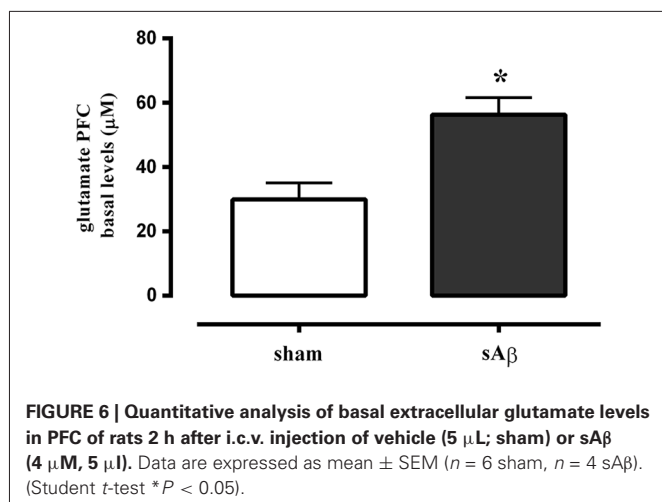 80
60
40
20
0
glutamate PFC
basal levels (μM)
*
sham
sAβ
FIGURE 6 | Quantitative analysis of basal extracellular glutamate levels
in PFC of rats 2 h after i.c.v. injection of vehicle (5 μL; sham) or sAβ
(4 μM, 5 μl). Data are expressed as mean ± SEM (n = 6 sham, n = 4 sAβ).
(Student t-test *P < 0.05).